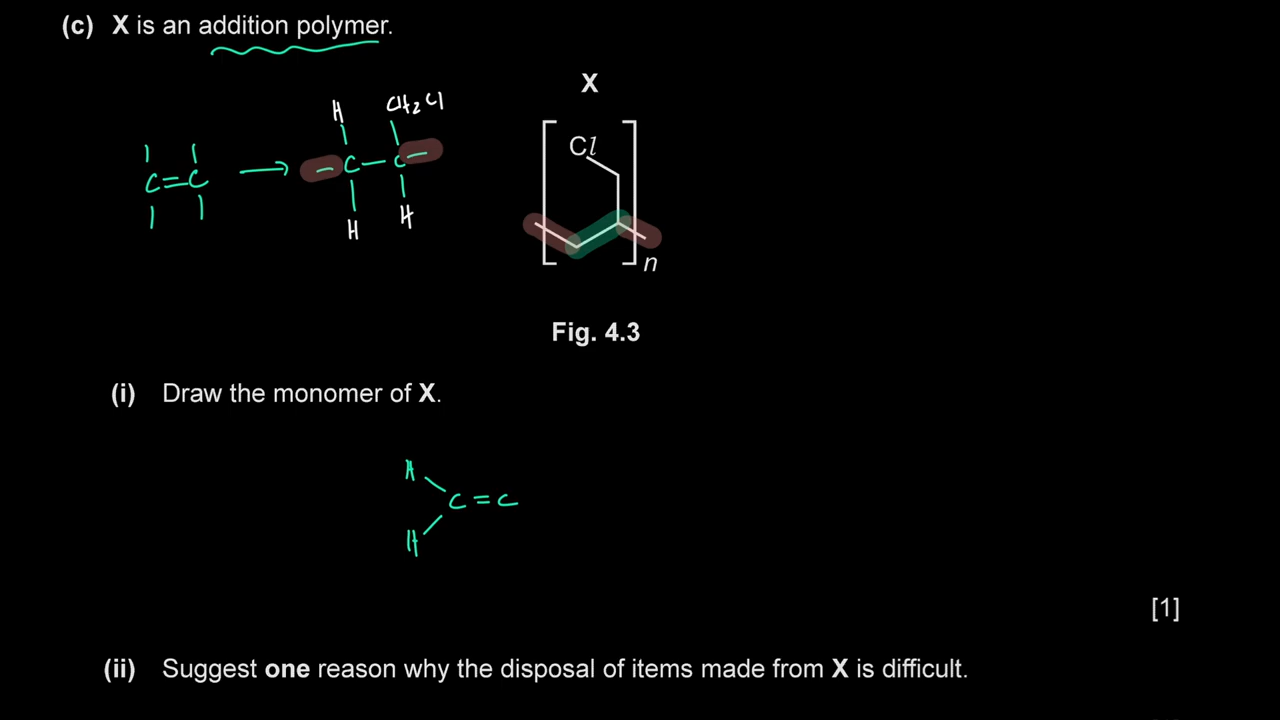 (c) X is an addition polymer.
X
H CH₂Cl
Cl
C=C → –C–C–
H H
n
Fig. 4.3
(i) Draw the monomer of X.
H
C=C
H
[1]
(ii) Suggest one reason why the disposal of items made from X is difficult.